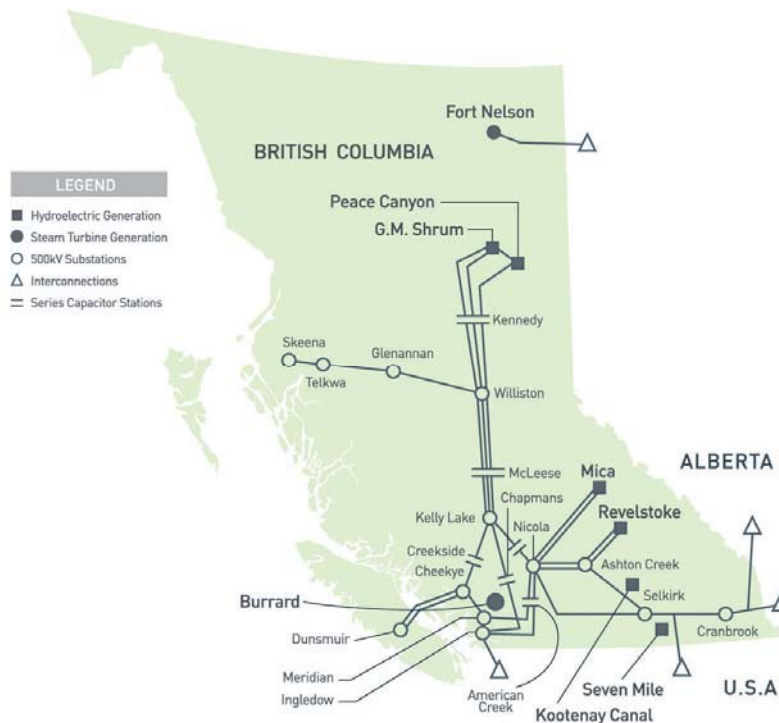 Fort Nelson
BRITISH COLUMBIA
LEGEND
Hydroelectric Generation
Steam Turbine Generation
500kV Substations
Interconnections
Series Capacitor Stations
Peace Canyon
G.M. Shrum
Kennedy
Skeena
Glenannan
Telkwa
Williston
McLeese
Mica
ALBERTA
Chapmans
Kelly Lake
Nicola
Revelstoke
Creekside
Cheekye
Ashton Creek
Burrard
Selkirk
Dunsmuir
Cranbrook
Meridian
Ingledow
American
Creek
Seven Mile
U.S.A
Kootenay Canal